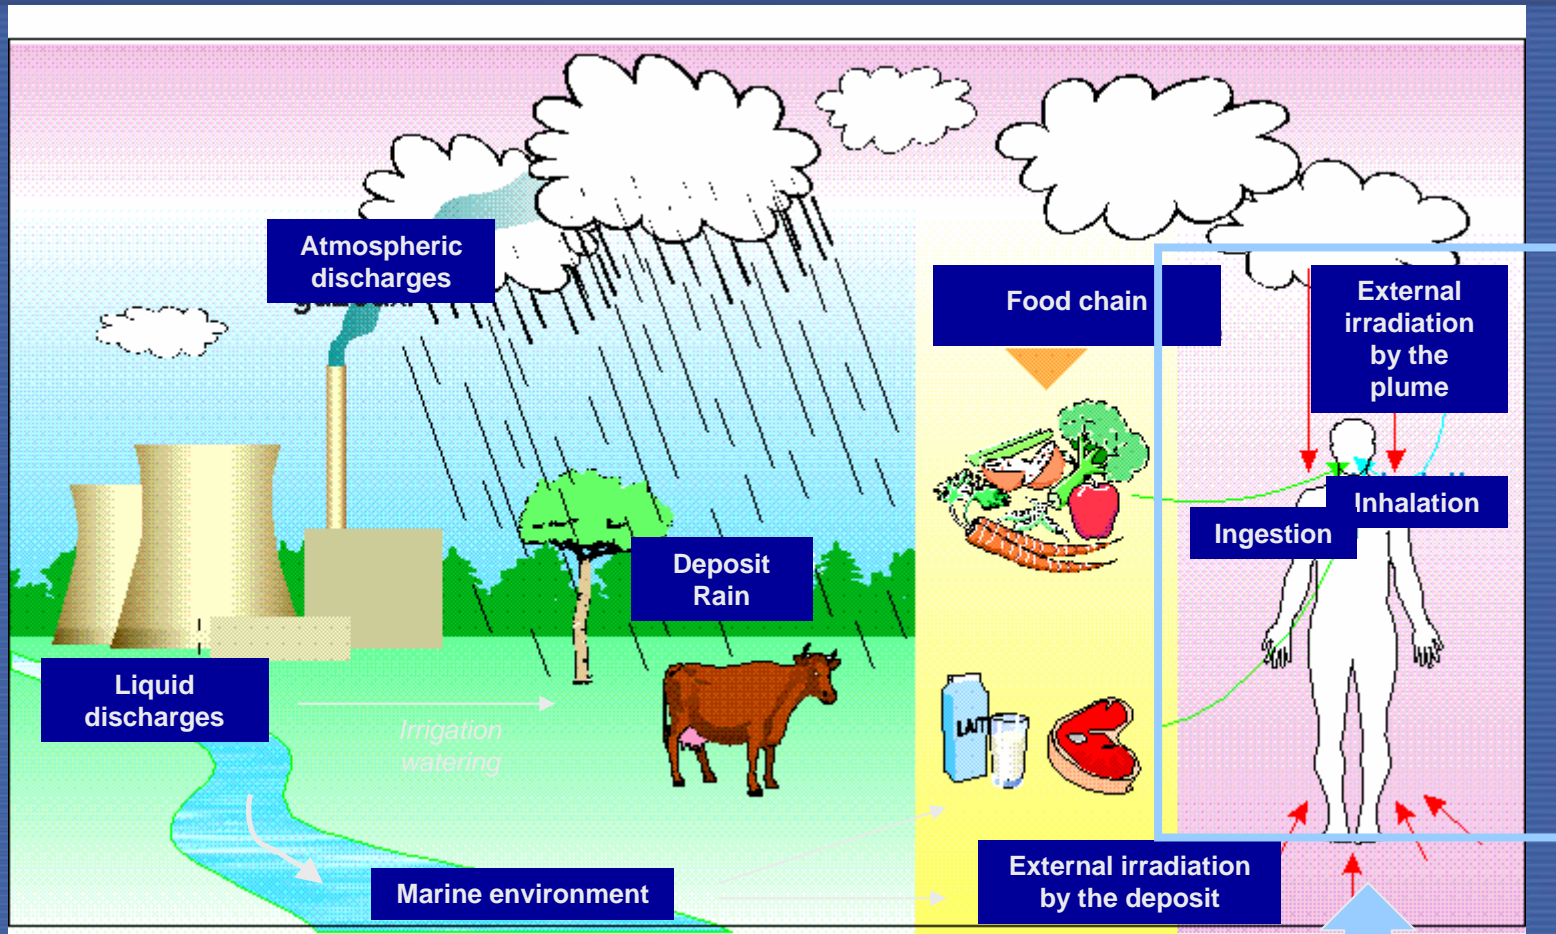 Atmospheric
discharges
Food chain
External
irradiation
by the
plume
Inhalation
Ingestion
Deposit
Rain
Liquid
discharges
Irrigation
watering
LAIT
Marine environment
External irradiation
by the deposit